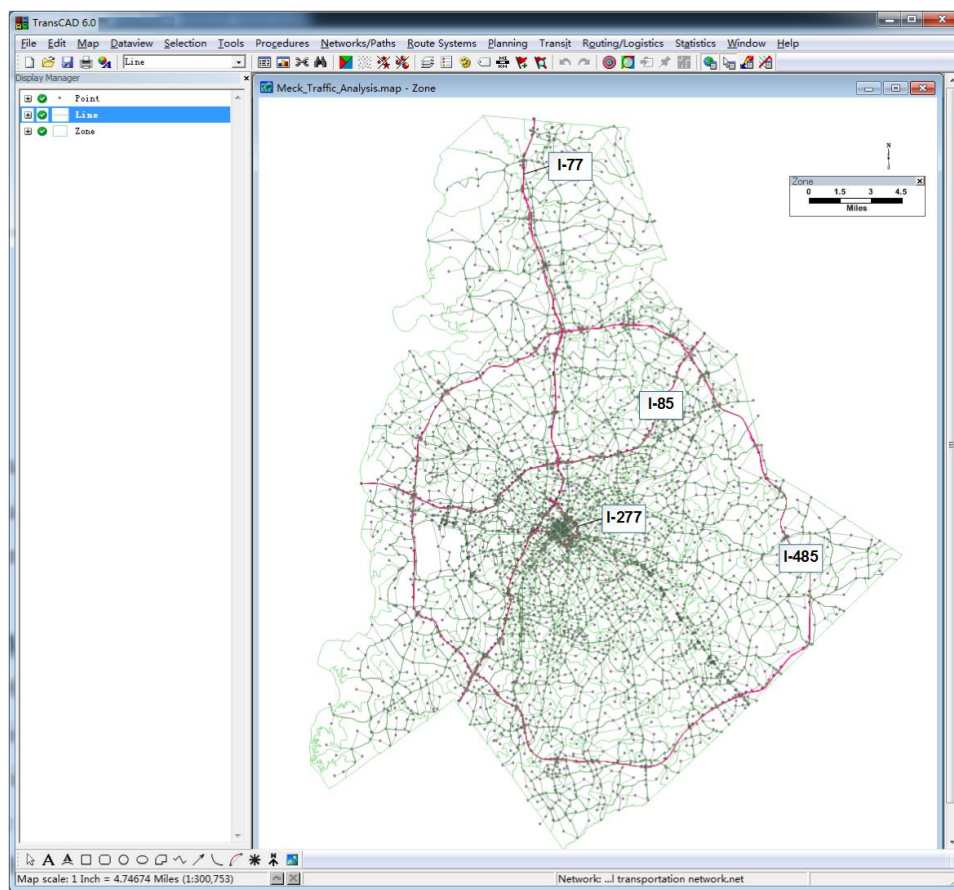 TransCAD 6.0
File Edit Map Dataview Selection Tools Procedures Networks/Paths Route Systems Planning Transit Routing/Logistics Statistics Window Help
Line
Display Manager
Point
Line
Zone
Meck_Traffic_Analysis.map - Zone
I-77
N
Zone
0 1.5 3 4.5
Miles
I-85
I-277
I-485
Map scale: 1 Inch = 4.74674 Miles (1:300,753)
Network: ...l transportation network.net